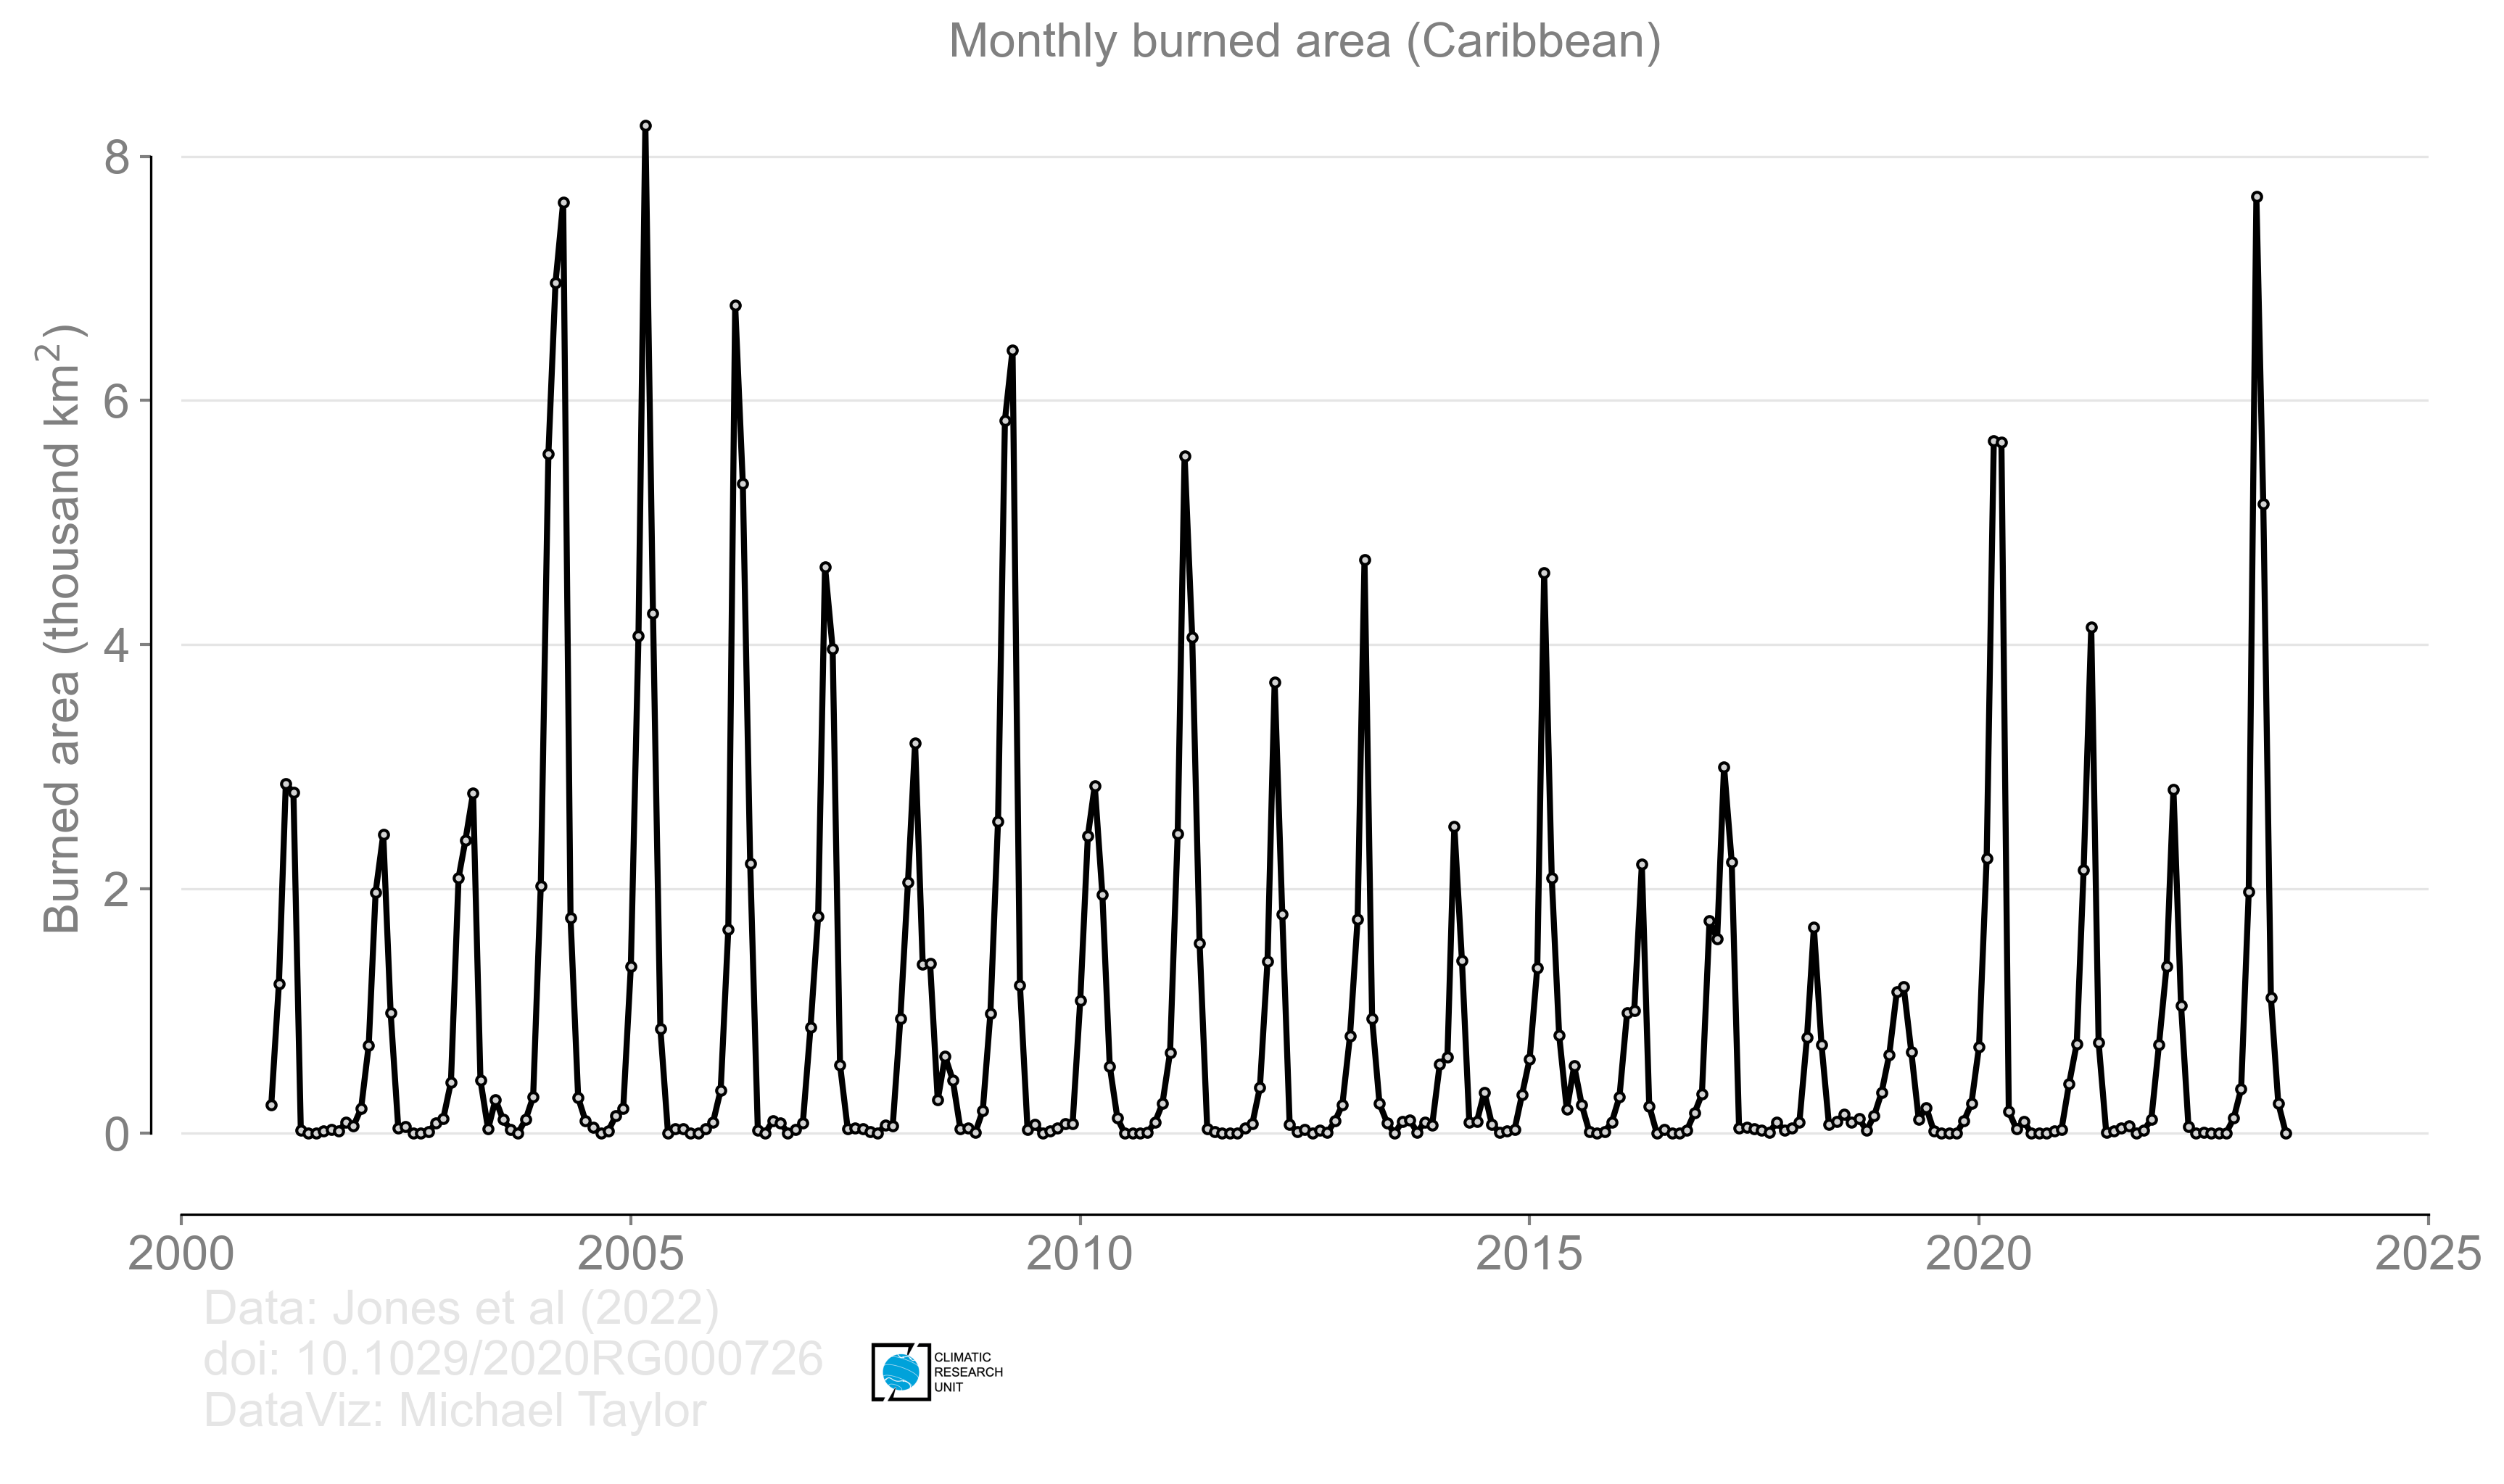 Monthly burned area (Caribbean)
Burned area (thousand km²)
8
6
4
2
0
2000 2005 2010 2015 2020 2025
Data: Jones et al (2022)
doi: 10.1029/2020RG000726
DataViz: Michael Taylor
CLIMATIC
RESEARCH
UNIT